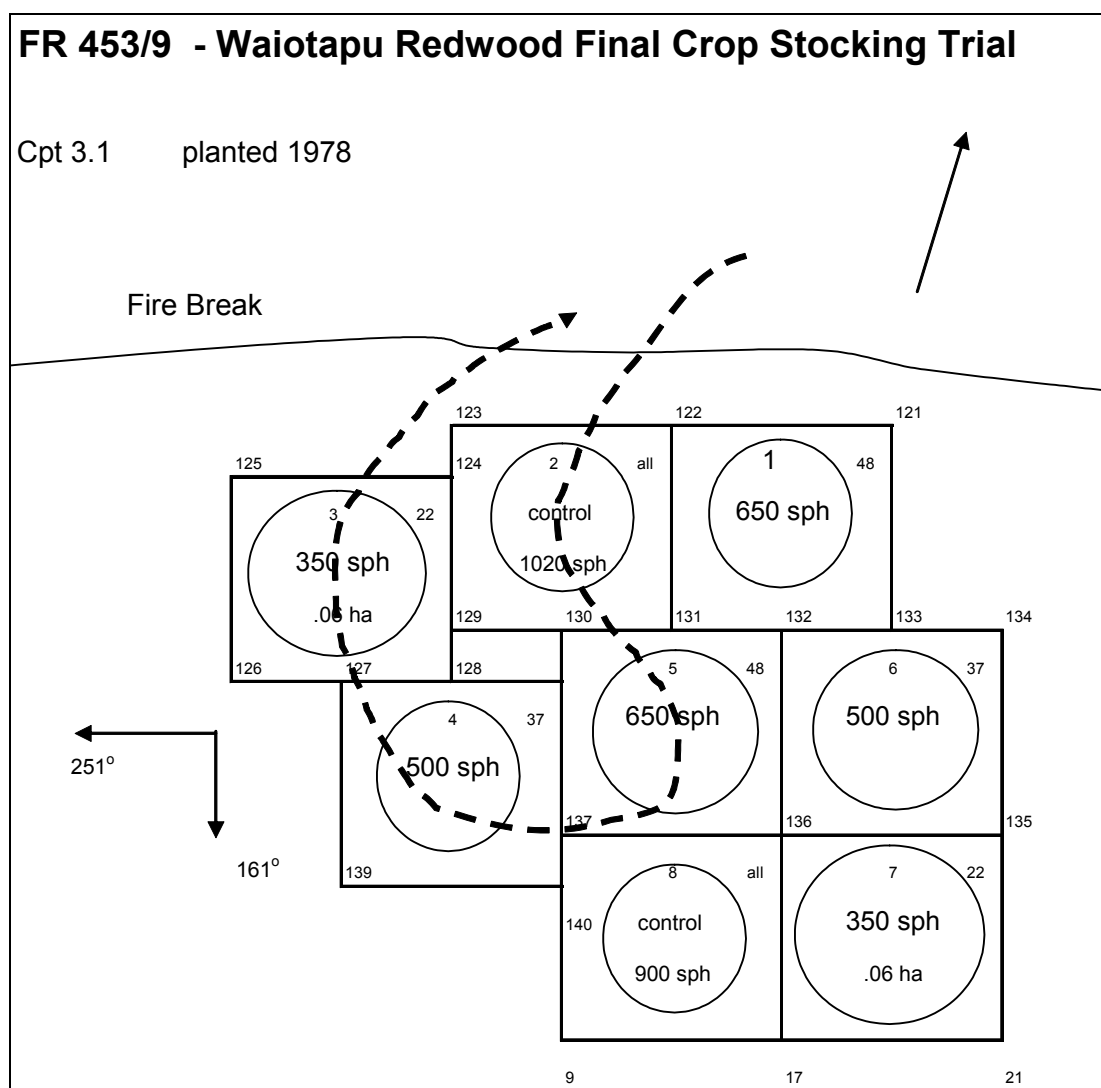 FR 453/9 - Waiotapu Redwood Final Crop Stocking Trial
Cpt 3.1 planted 1978
Fire Break
123 122 121
125 124 2 all 1 48
3 22 control 650 sph
350 sph 1020 sph
.06 ha
129 130 131 132 133 134
126 127 128 5 48 6 37
4 37 650 sph 500 sph
500 sph
251°
137 136 135
161° 139 8 all 7 22
140 control 350 sph
900 sph .06 ha
9 17 21